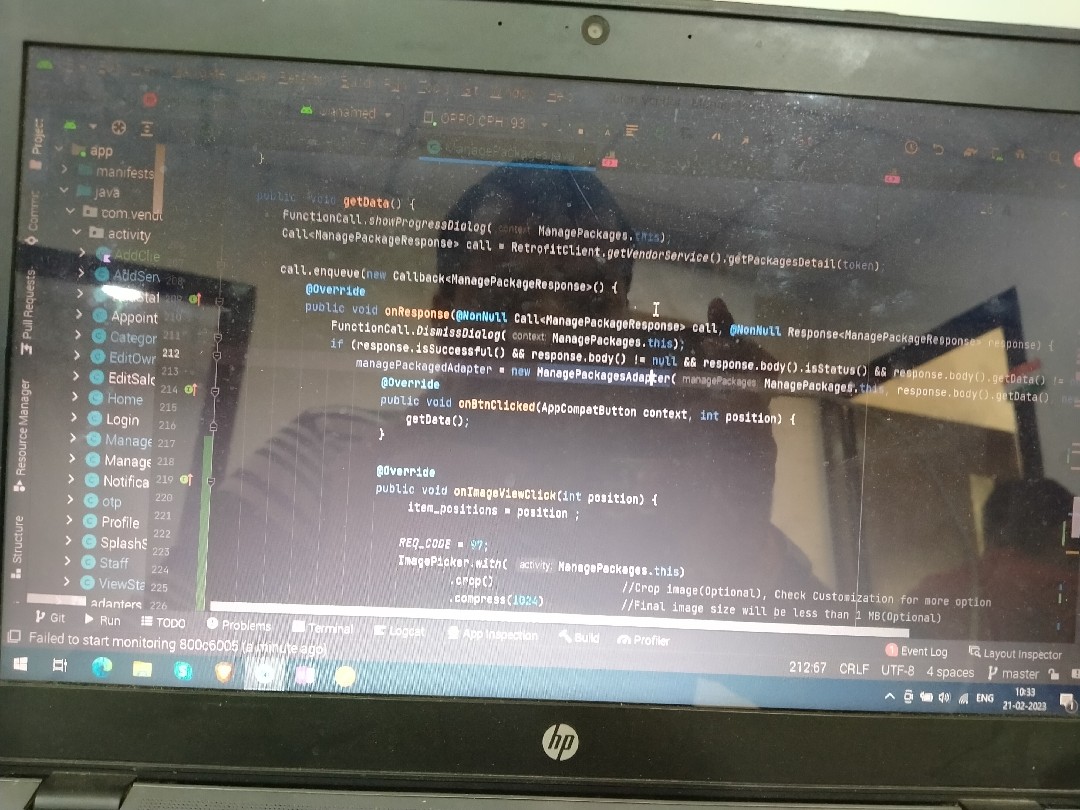 OPPO CPH
Project
app
manifests
java
activity
Pull Requests
Resource Manager
Structure
Appoint
EditOwr
EditSalc
Home
Login
Manage
Manage
Notifica
otp
Profile
SplashS
Staff
ViewSta
adapters
211
212
213
214
215
216
217
218
219
220
221
222
223
224
225
226
}
public void getData() {
FunctionCall.showProgressDialog( context ManagePackages.this);
Call<ManagePackageResponse> call = RetrofitClient.getVendorService().getPackagesDetail(token)
call.enqueue(new Callback<ManagePackageResponse>() {
@Override
public void onResponse(@NonNull Call<ManagePackageResponse> call, @NonNull Response<ManagePackageResponse> response) {
FunctionCall.DismissDialog( context: ManagePackages.this);
if (response.isSuccessful() && response.body() != null && response.body().isStatus() && response.body().getData() !=
managePackagedAdapter = new ManagePackagesAdapter( managePackages: ManagePackages.this, response.body().getData()
@Override
public void onBtnClicked(AppCompatButton context, int position) {
getData();
}
@Override
public void onImageViewClick(int position) {
item_positions = position ;
REQ_CODE = 97;
ImagePicker.with( activity: ManagePackages.this)
.crop() //Crop image(Optional), Check Customization for more option
.compress(1024) //Final image size will be less than 1 MB(Optional)
Git Run TODO Problems Terminal Logcat App Inspection Build Profiler
1 Event Log Layout Inspector
Failed to start monitoring 800c6005 (a minute ago)
212:67 CRLF UTF-8 4 spaces master
ENG 10:33
21-02-2023
hp